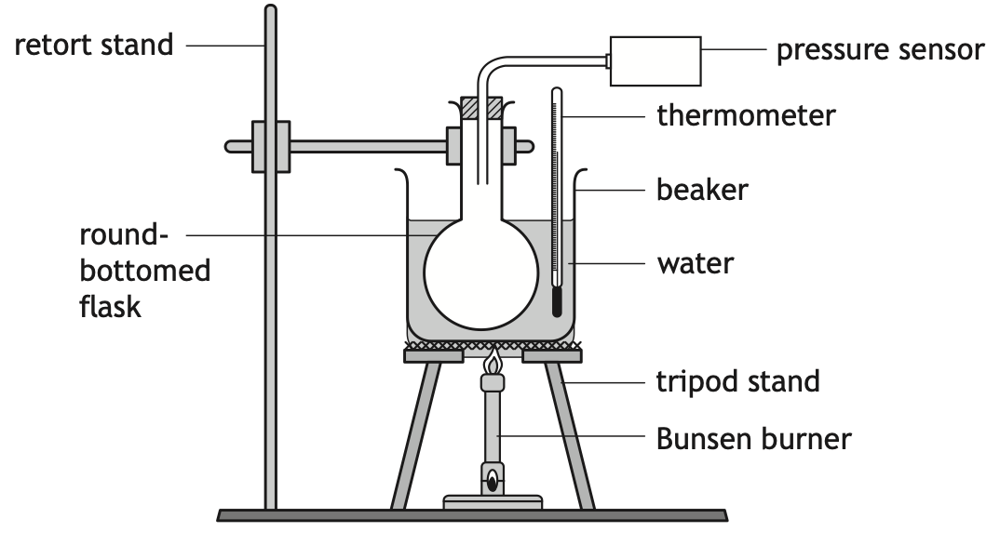 retort stand
pressure sensor
thermometer
beaker
round-
bottomed
flask
water
tripod stand
Bunsen burner